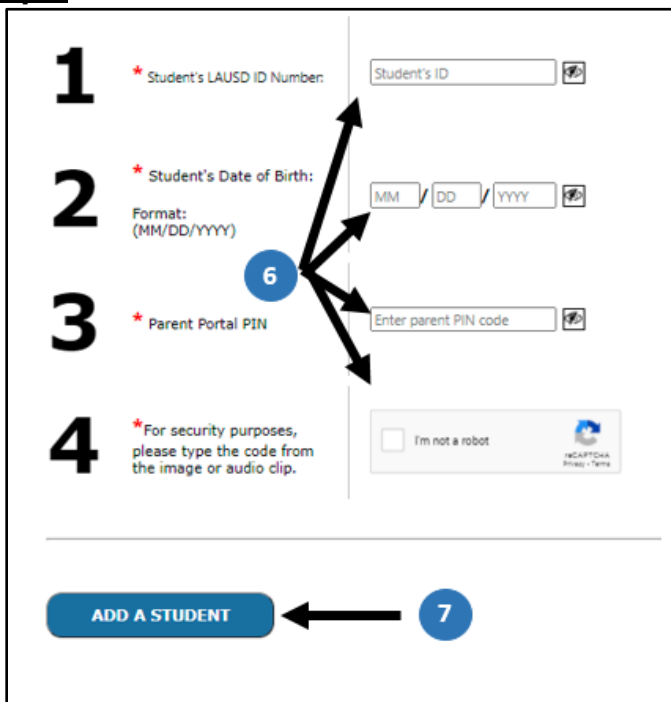 1
* Student's LAUSD ID Number:
Student's ID
2
* Student's Date of Birth:
Format:
(MM/DD/YYYY)
MM / DD / YYYY
6
3
* Parent Portal PIN
Enter parent PIN code
4
*For security purposes,
please type the code from
the image or audio clip.
I'm not a robot
reCAPTCHA
Privacy - Terms
ADD A STUDENT
7